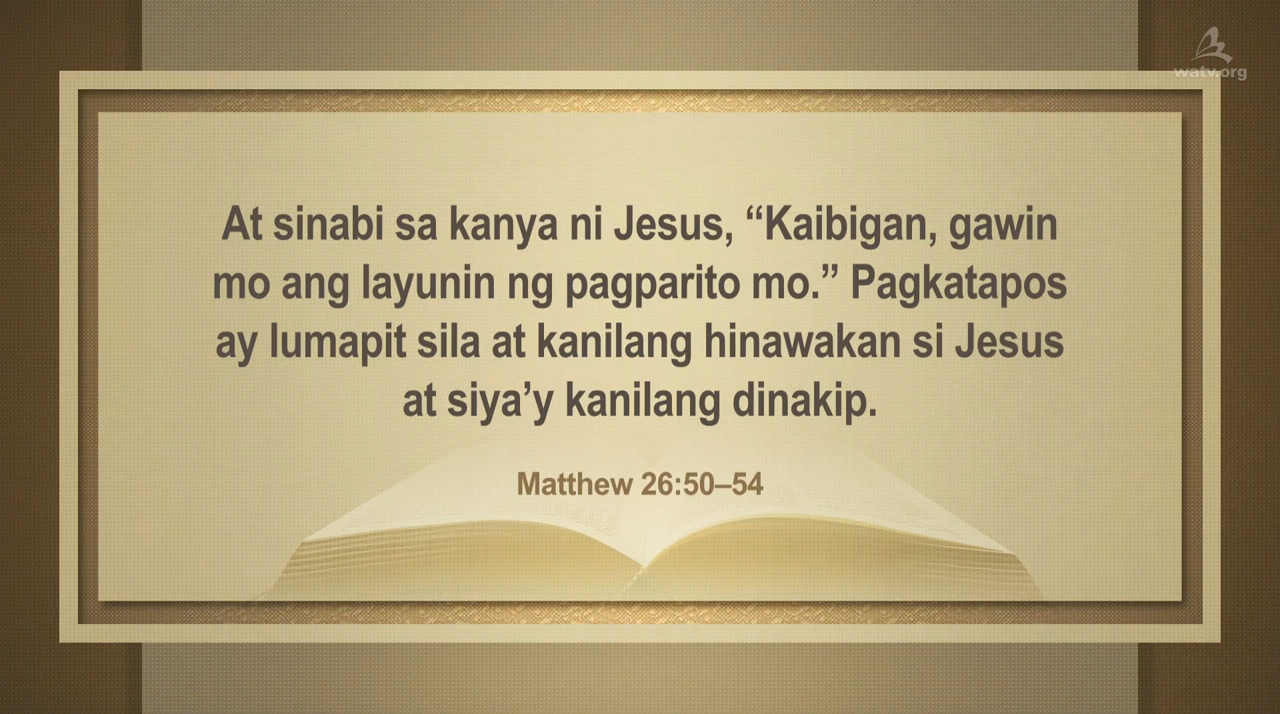 watv.org
At sinabi sa kanya ni Jesus, “Kaibigan, gawin
mo ang layunin ng pagparito mo.” Pagkatapos
ay lumapit sila at kanilang hinawakan si Jesus
at siya’y kanilang dinakip.
Matthew 26:50–54